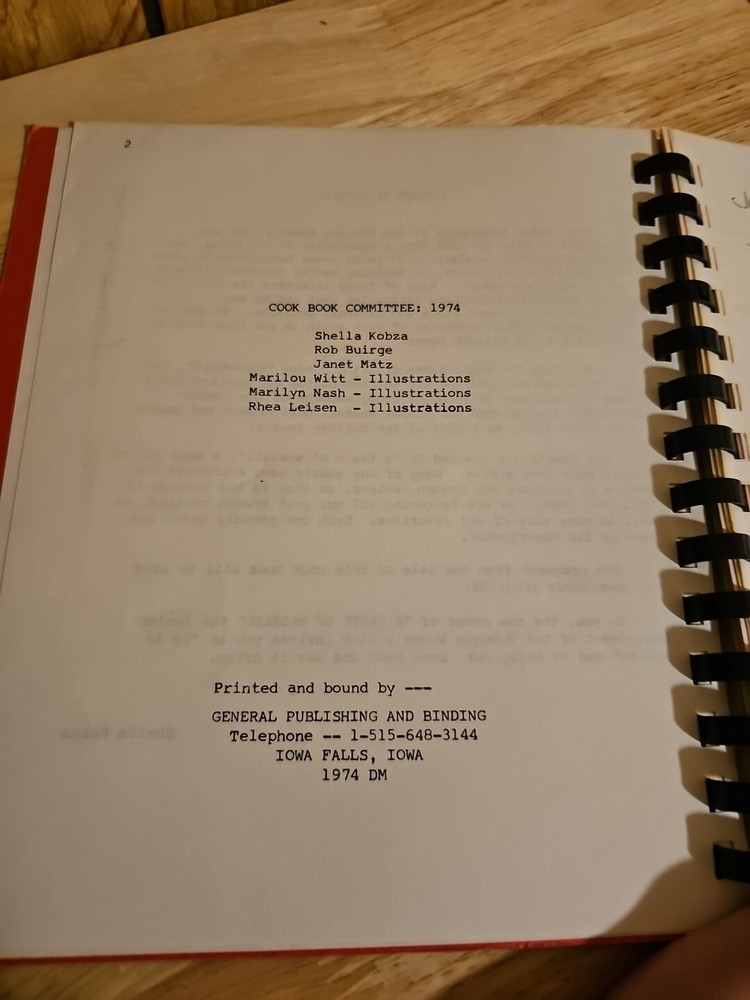 2
COOK BOOK COMMITTEE: 1974
Shella Kobza
Rob Buirge
Janet Matz
Marilou Witt - Illustrations
Marilyn Nash - Illustrations
Rhea Leisen - Illustrations
Printed and bound by ---
GENERAL PUBLISHING AND BINDING
Telephone -- 1-515-648-3144
IOWA FALLS, IOWA
1974 DM